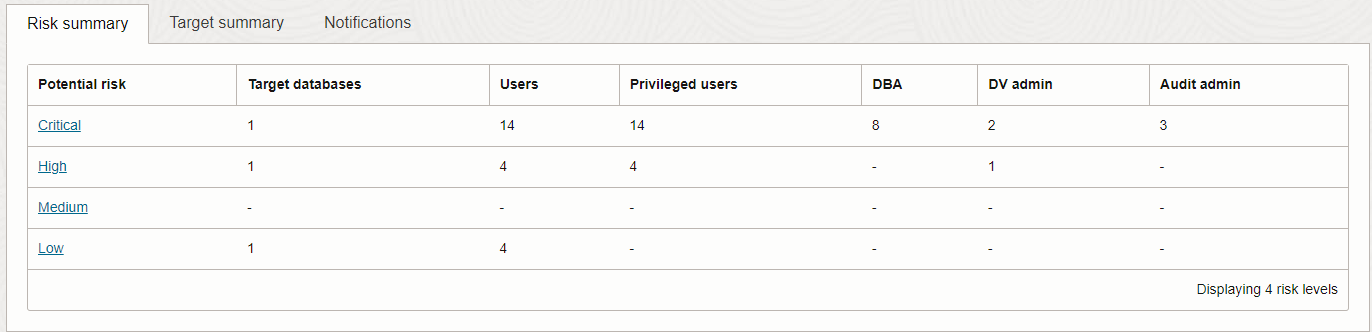 Risk summary Target summary Notifications
Potential risk Target databases Users Privileged users DBA DV admin Audit admin
Critical 1 14 14 8 2 3
High 1 4 4 - 1 -
Medium - - - - - -
Low 1 4 - - - -
Displaying 4 risk levels